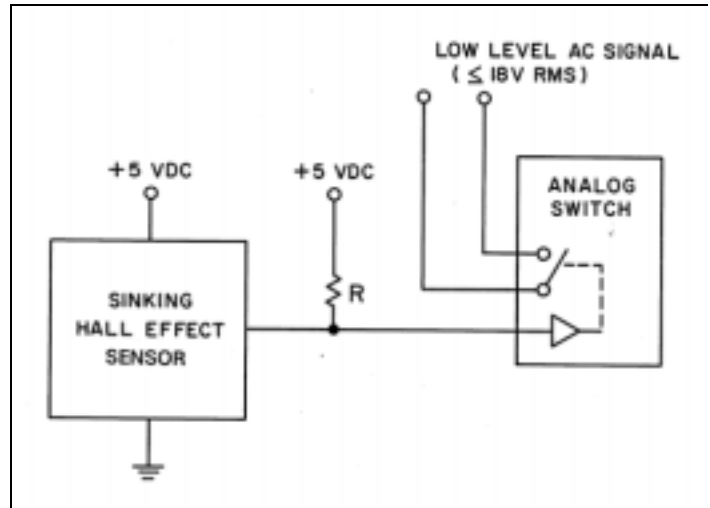 LOW LEVEL AC SIGNAL
( ≤ 18V RMS)
+5 VDC
+5 VDC
ANALOG
SWITCH
SINKING
HALL EFFECT
SENSOR
R